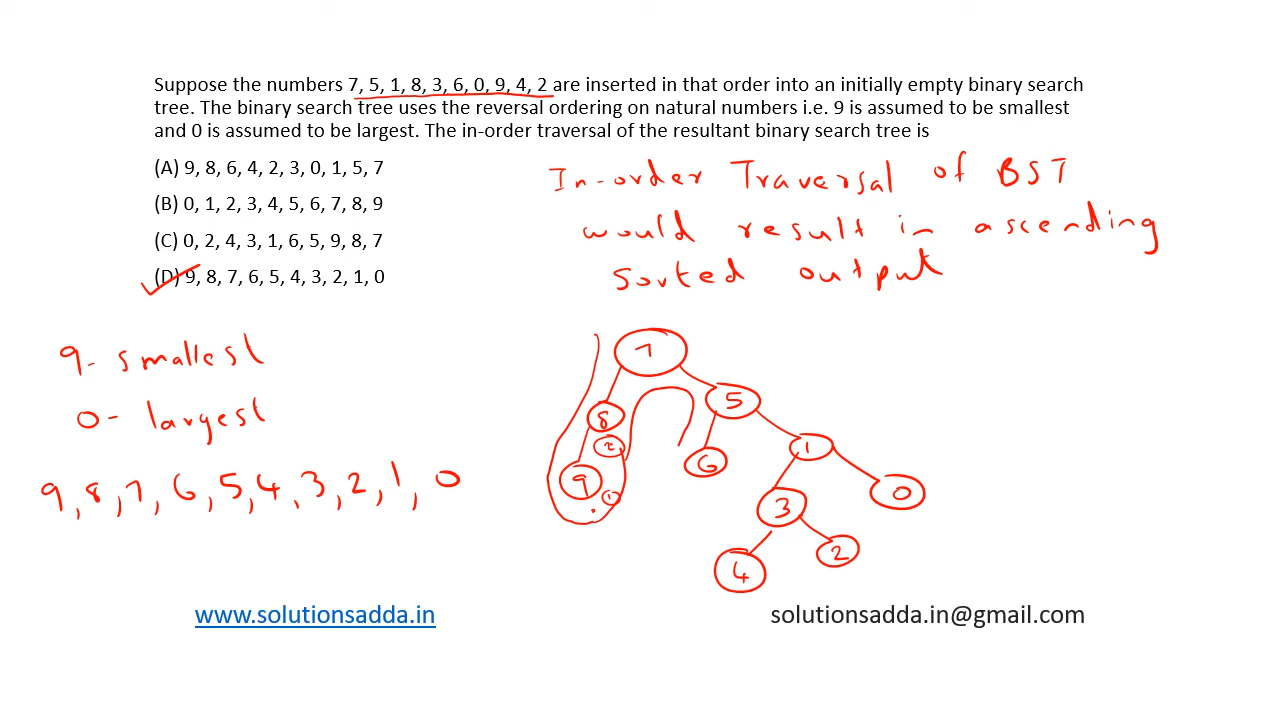 Suppose the numbers 7, 5, 1, 8, 3, 6, 0, 9, 4, 2 are inserted in that order into an initially empty binary search
tree. The binary search tree uses the reversal ordering on natural numbers i.e. 9 is assumed to be smallest
and 0 is assumed to be largest. The in-order traversal of the resultant binary search tree is
(A) 9, 8, 6, 4, 2, 3, 0, 1, 5, 7
(B) 0, 1, 2, 3, 4, 5, 6, 7, 8, 9
(C) 0, 2, 4, 3, 1, 6, 5, 9, 8, 7
(D) 9, 8, 7, 6, 5, 4, 3, 2, 1, 0
In-order Traversal of BST
would result in ascending
sorted output
9- smallest
0- largest
9, 8, 7, 6, 5, 4, 3, 2, 1, 0
7
8 5
2
6 1
9 1 0
3
4 2
www.solutionsadda.in
solutionsadda.in@gmail.com